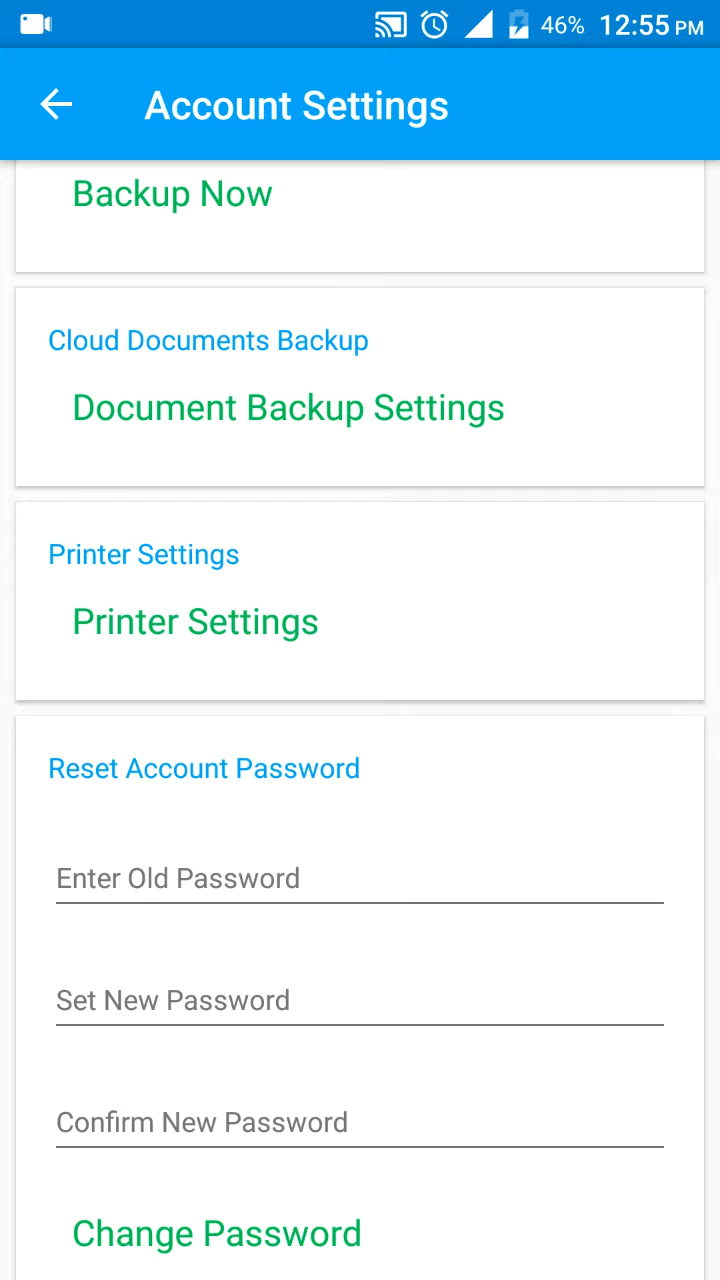 46% 12:55 PM
Account Settings
Backup Now
Cloud Documents Backup
Document Backup Settings
Printer Settings
Printer Settings
Reset Account Password
Enter Old Password
Set New Password
Confirm New Password
Change Password